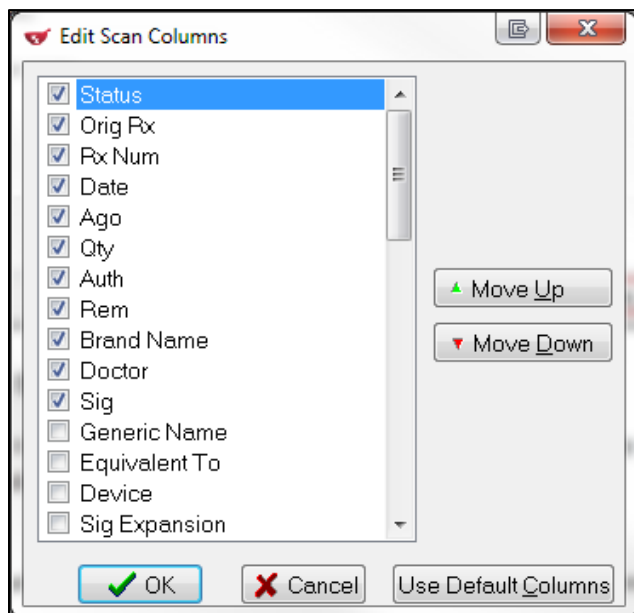 Edit Scan Columns
Status
Orig Rx
Rx Num
Date
Ago
Qty
Auth
Rem
Brand Name
Doctor
Sig
Generic Name
Equivalent To
Device
Sig Expansion
Move Up
Move Down
OK
Cancel
Use Default Columns